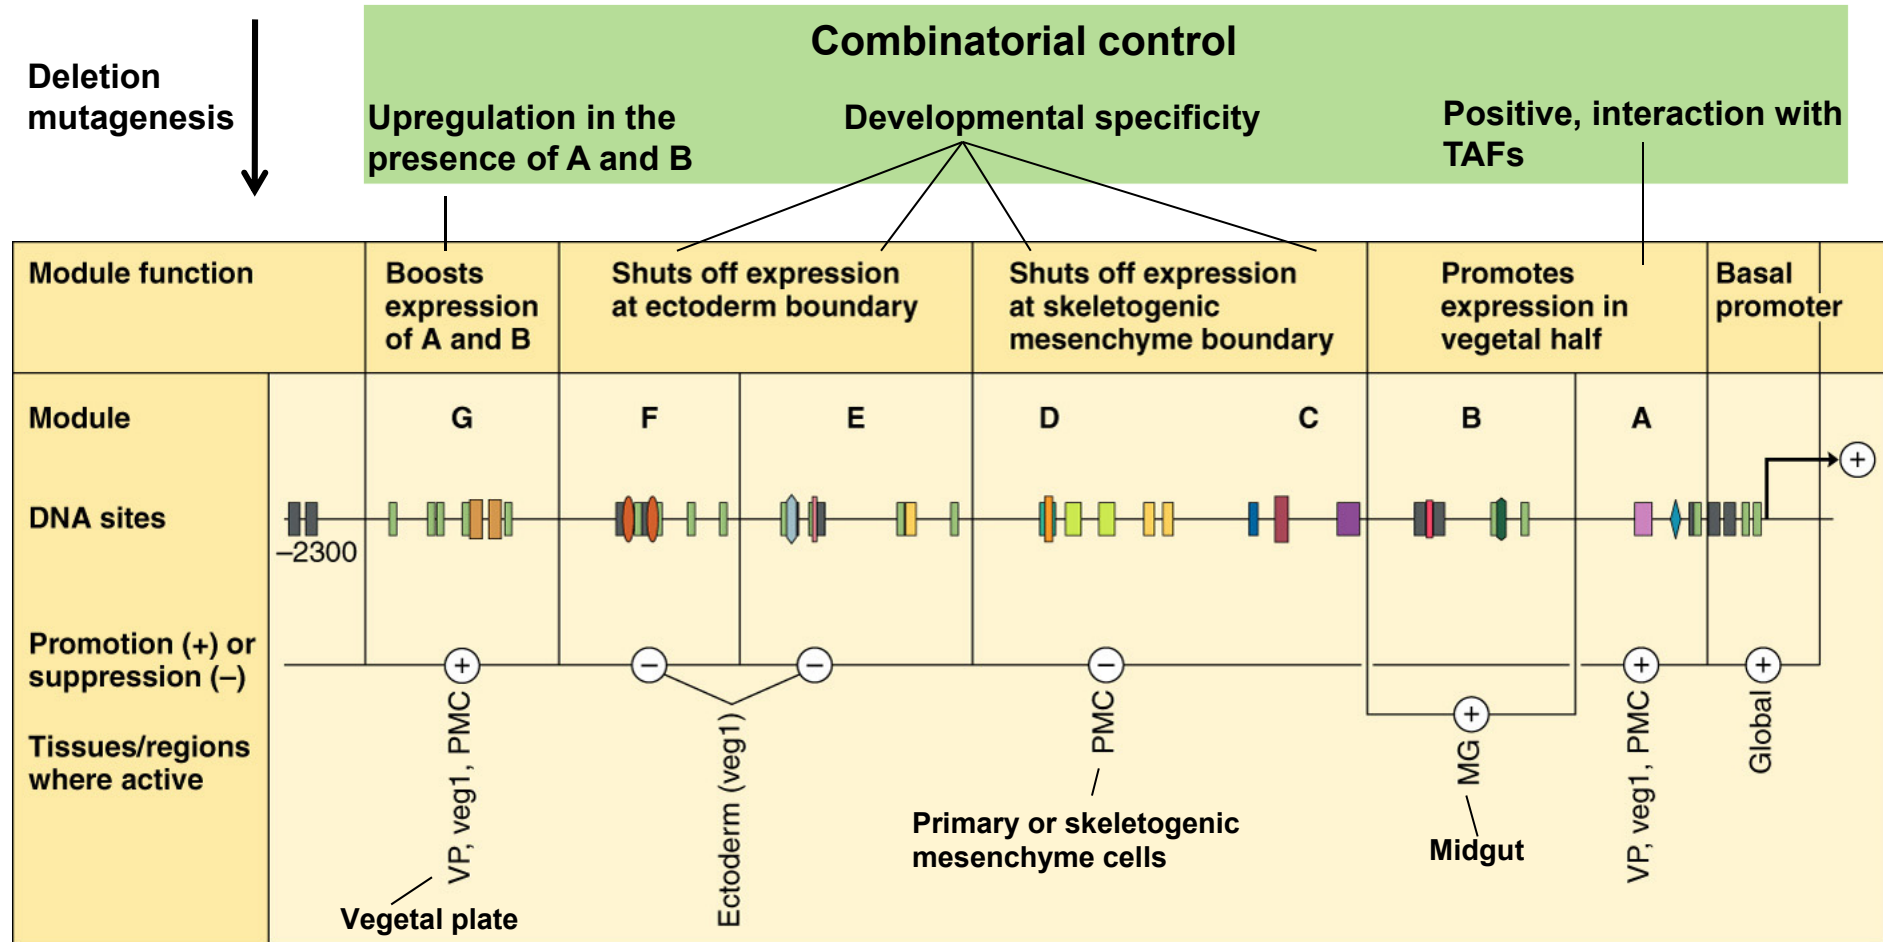 Combinatorial control
Deletion
mutagenesis
Upregulation in the
presence of A and B
Developmental specificity
Positive, interaction with
TAFs
Module function
Boosts
expression
of A and B
Shuts off expression
at ectoderm boundary
Shuts off expression
at skeletogenic
mesenchyme boundary
Promotes
expression in
vegetal half
Basal
promoter
Module
G
F
E
D
C
B
A
+
DNA sites
–2300
Promotion (+) or
suppression (–)
+
–
–
–
+
+
+
Tissues/regions
where active
VP, veg1, PMC
Ectoderm (veg1)
PMC
MG
VP, veg1, PMC
Global
Primary or skeletogenic
mesenchyme cells
Midgut
Vegetal plate